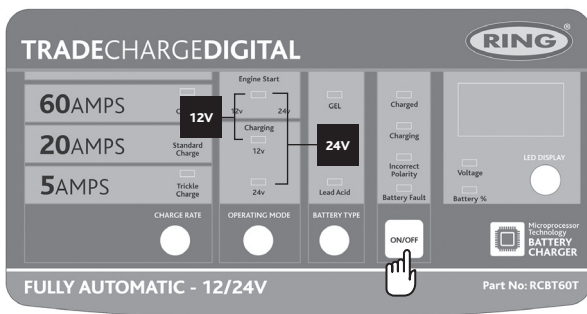 TRADECHARGEDIGITAL
RING®
Engine Start
60AMPS
12V
12v
24v
GEL
Charged
Charging
20AMPS
Standard
Charge
12v
24V
Charging
Incorrect
Polarity
Voltage
LED DISPLAY
5AMPS
Trickle
Charge
24v
Lead Acid
Battery Fault
Battery %
CHARGE RATE
OPERATING MODE
BATTERY TYPE
ON/OFF
Microprocessor
Technology
BATTERY
CHARGER
FULLY AUTOMATIC - 12/24V
Part No: RCBT60T